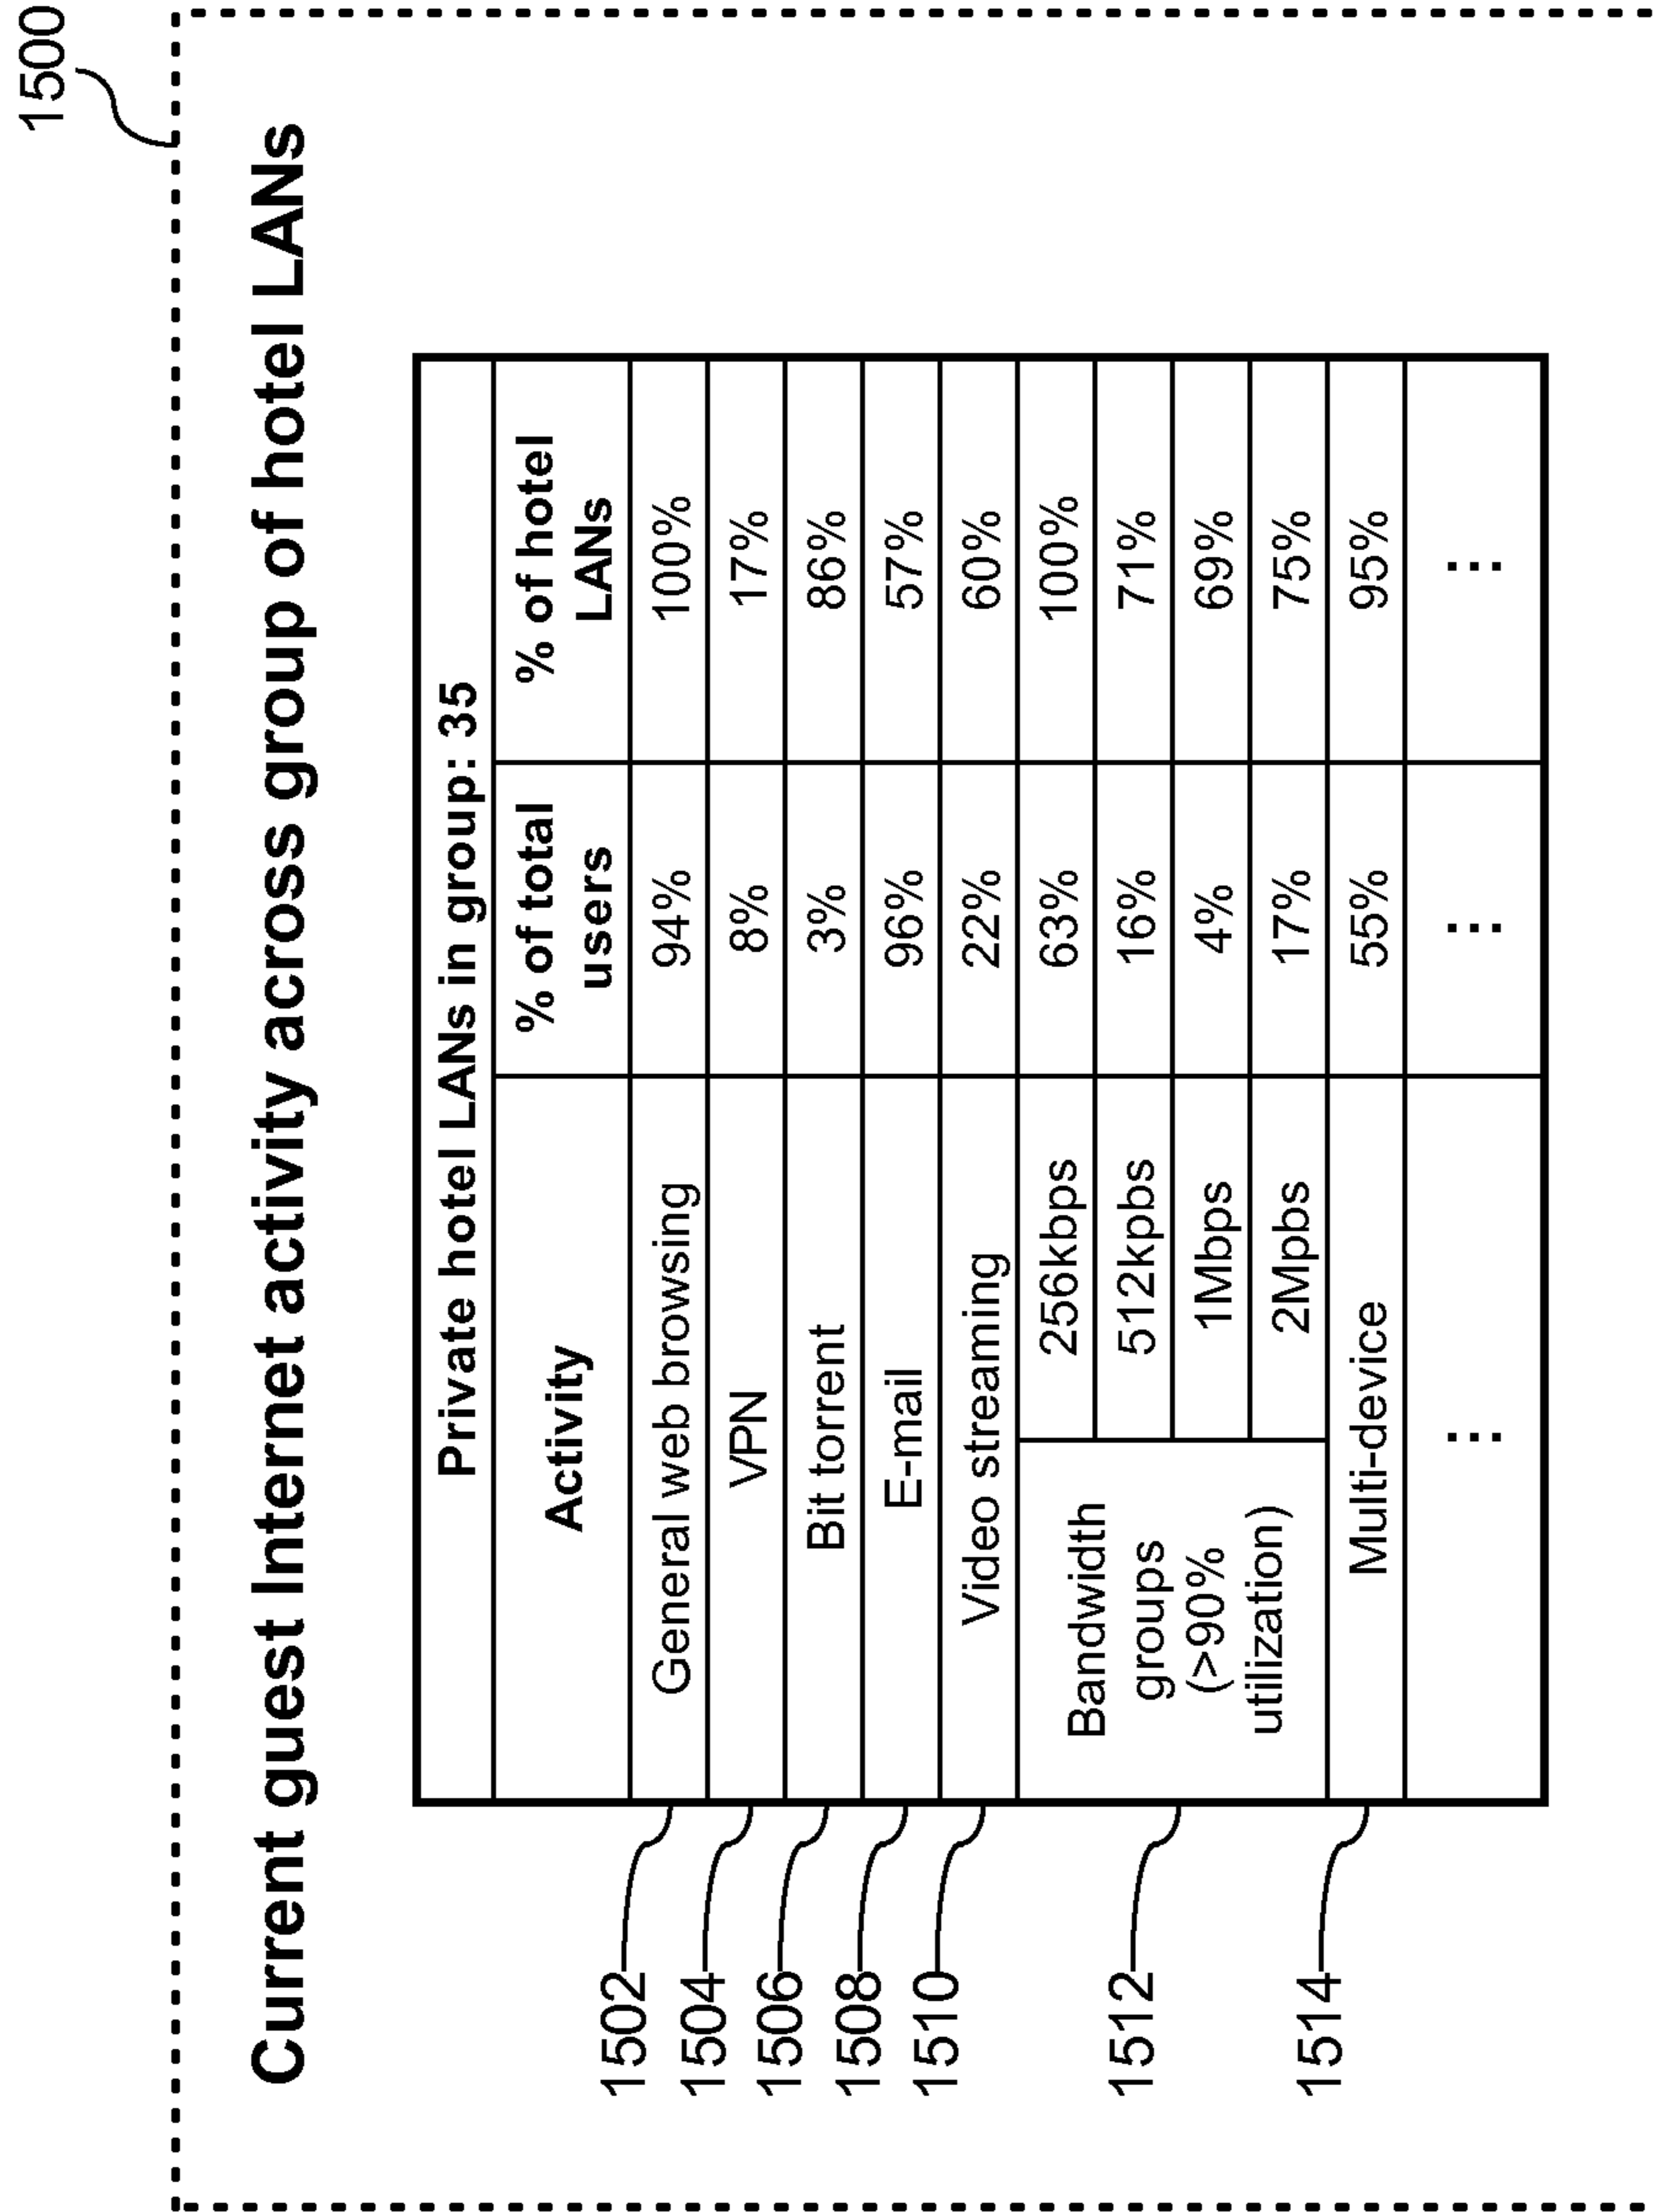 1500
Current guest Internet activity across group of hotel LANs
Private hotel LANs in group: 35
Activity % of total users % of hotel LANs
1502 General web browsing 94% 100%
1504 VPN 8% 17%
1506 Bit torrent 3% 86%
1508 E-mail 96% 57%
1510 Video streaming 22% 60%
1512 Bandwidth groups (>90% utilization) 256kbps 63% 100%
512kpbs 16% 71%
1Mbps 4% 69%
2Mpbs 17% 75%
1514 Multi-device 55% 95%
... ... ...